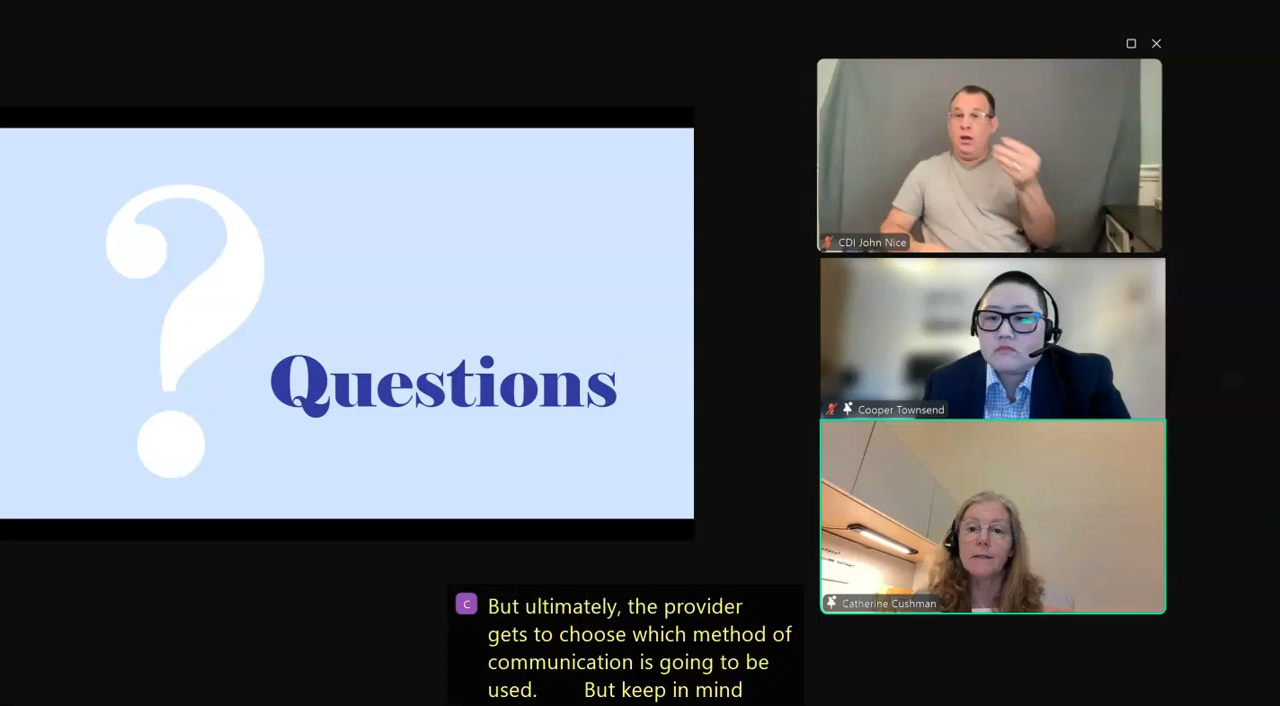 ?
Questions
CDI John Nice
Cooper Townsend
Catherine Cushman
C
But ultimately, the provider
gets to choose which method of
communication is going to be
used. But keep in mind